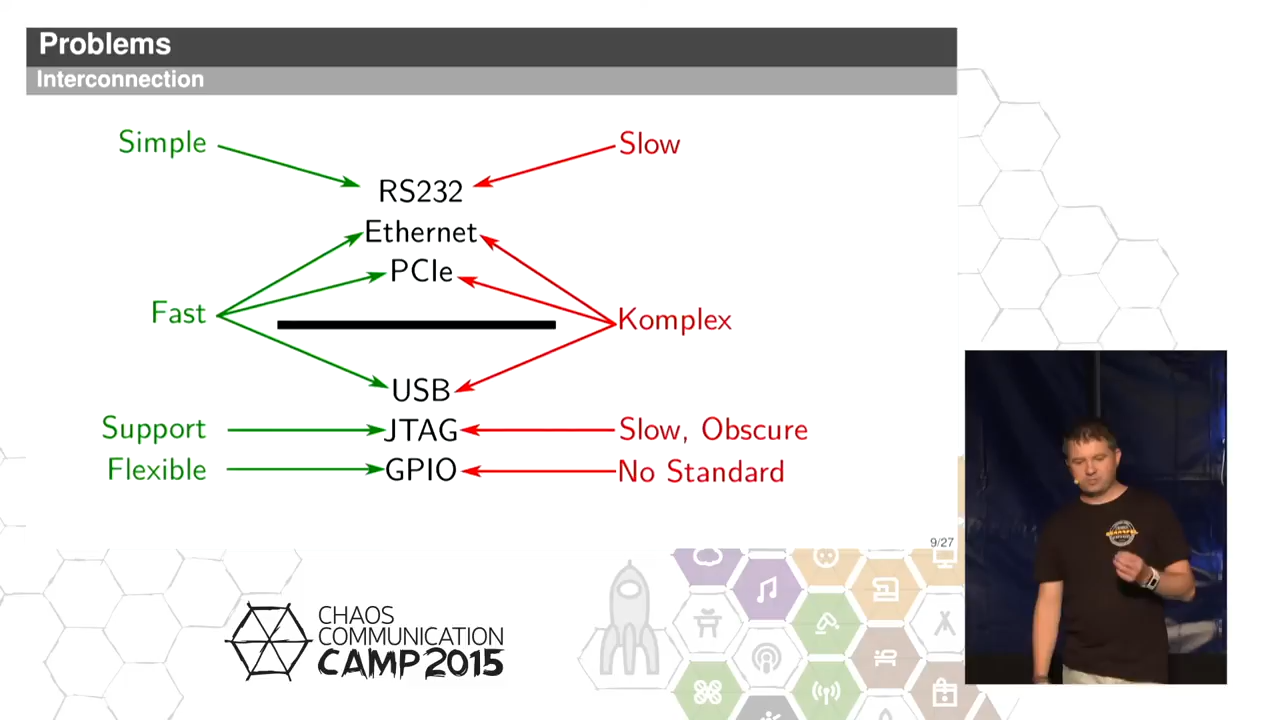 Problems
Interconnection
Simple
Slow
RS232
Ethernet
PCIe
Fast
Komplex
USB
Support
JTAG
Slow, Obscure
Flexible
GPIO
No Standard
9/27
CHAOS
COMMUNICATION
CAMP 2015